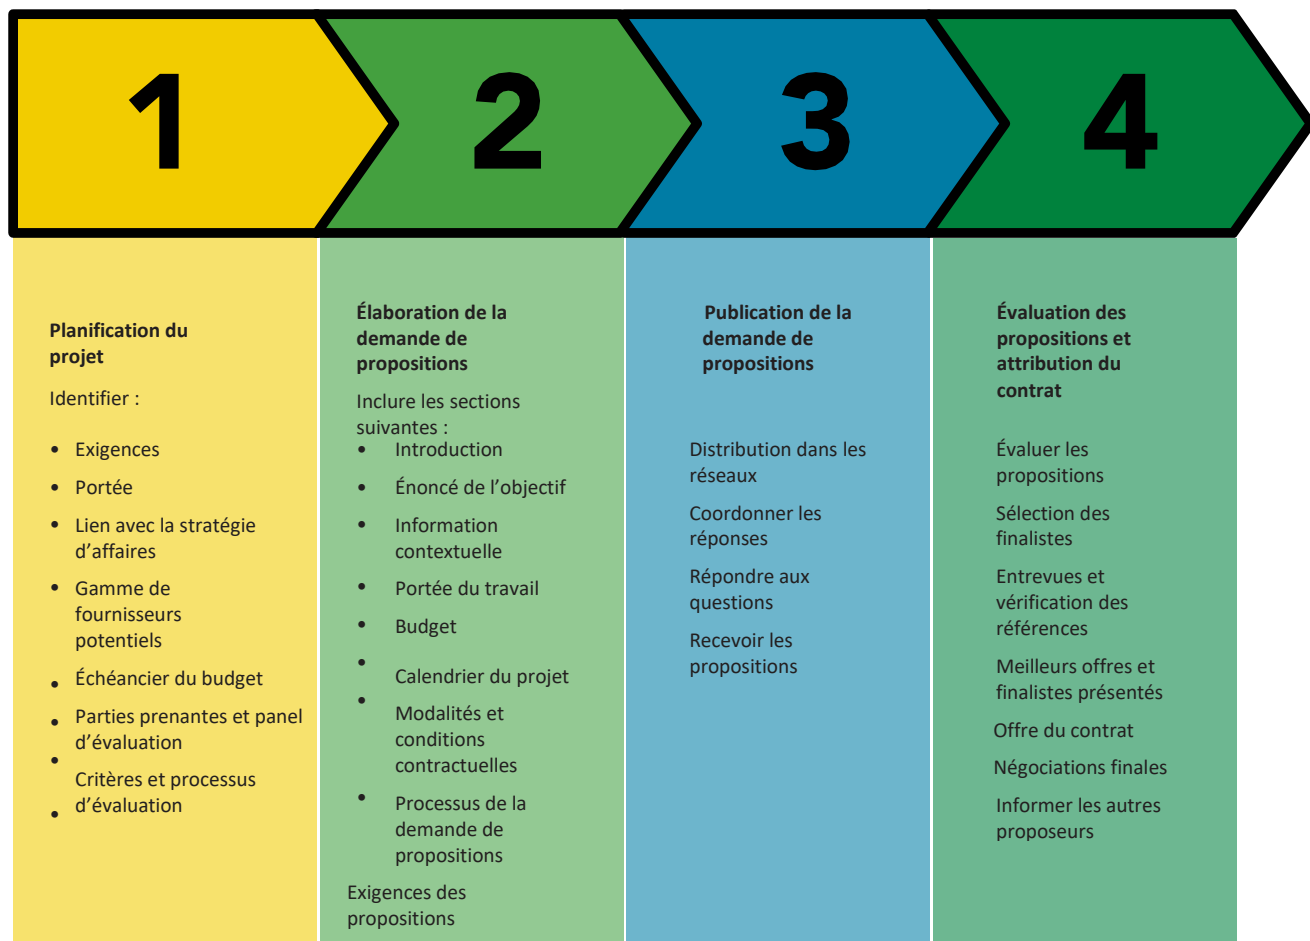 1
2
3
4
Planification du
projet
Identifier :
• Exigences
• Portée
• Lien avec la stratégie
d’affaires
• Gamme de
fournisseurs
potentiels
• Échéancier du budget
• Parties prenantes et panel
d’évaluation
•
Critères et processus
d’évaluation
•
Élaboration de la
demande de
propositions
Inclure les sections
suivantes :
• Introduction
• Énoncé de l’objectif
• Information
contextuelle
• Portée du travail
• Budget
•
Calendrier du projet
• Modalités et
conditions
contractuelles
• Processus de la
demande de
propositions
Exigences des
propositions
Publication de la
demande de
propositions
Distribution dans les
réseaux
Coordonner les
réponses
Répondre aux
questions
Recevoir les
propositions
Évaluation des
propositions et
attribution du
contrat
Évaluer les
propositions
Sélection des
finalistes
Entrevues et
vérification des
références
Meilleurs offres et
finalistes présentés
Offre du contrat
Négociations finales
Informer les autres
proposeurs